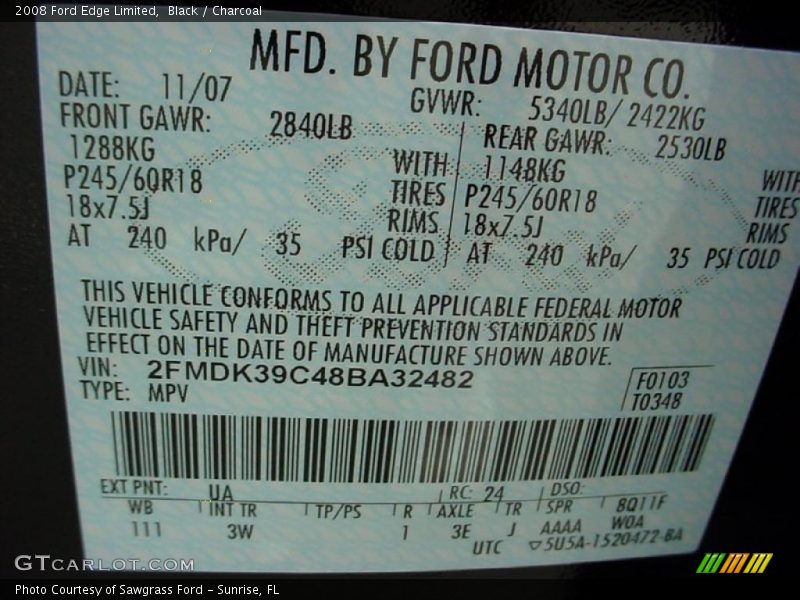 2008 Ford Edge Limited,  Black / Charcoal
MFD. BY FORD MOTOR CO.
DATE: 11/07 GVWR: 5340LB/ 2422KG
FRONT GAWR: 2840LB REAR GAWR: 2530LB
1288KG WITH 1148KG WITH
P245/60R18 TIRES P245/60R18 TIRES
18x7.5J RIMS 18x7.5J RIMS
AT 240 kPa/ 35 PSI COLD AT 240 kPa/ 35 PSI COLD
THIS VEHICLE CONFORMS TO ALL APPLICABLE FEDERAL MOTOR
VEHICLE SAFETY AND THEFT PREVENTION STANDARDS IN
EFFECT ON THE DATE OF MANUFACTURE SHOWN ABOVE.
VIN: 2FMDK39C48BA32482 F0103
TYPE: MPV T0348
EXT PNT: UA RC: 24 DSO:
WB INT TR TP/PS R AXLE TR SPR 8Q11F
111 3W 1 3E J AAAA WOA
UTC ▽5U5A-1520472-BA
GTCARLOT.COM
Photo Courtesy of Sawgrass Ford - Sunrise, FL